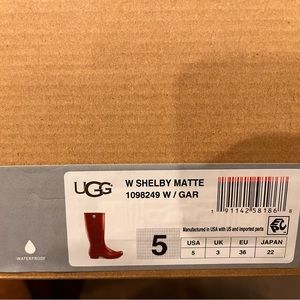 UGG
W SHELBY MATTE
1098249 W / GAR
1 91142 58186 8
5
Manufactured in USA with US and imported parts
USA UK EU JAPAN
5 3 36 22
WATERPROOF